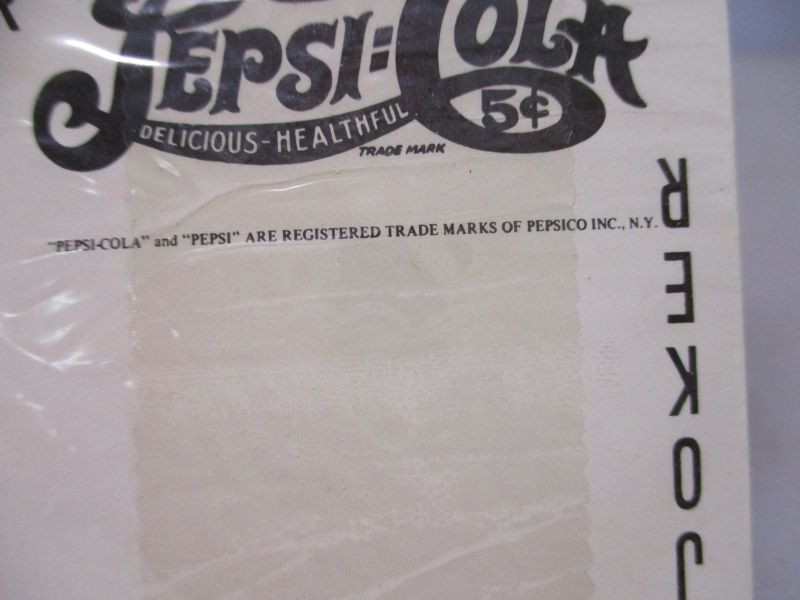 PEPSI=COLA
5¢
DELICIOUS-HEALTHFUL
TRADE MARK
"PEPSI-COLA" and "PEPSI" ARE REGISTERED TRADE MARKS OF PEPSICO INC., N.Y.
JOKER